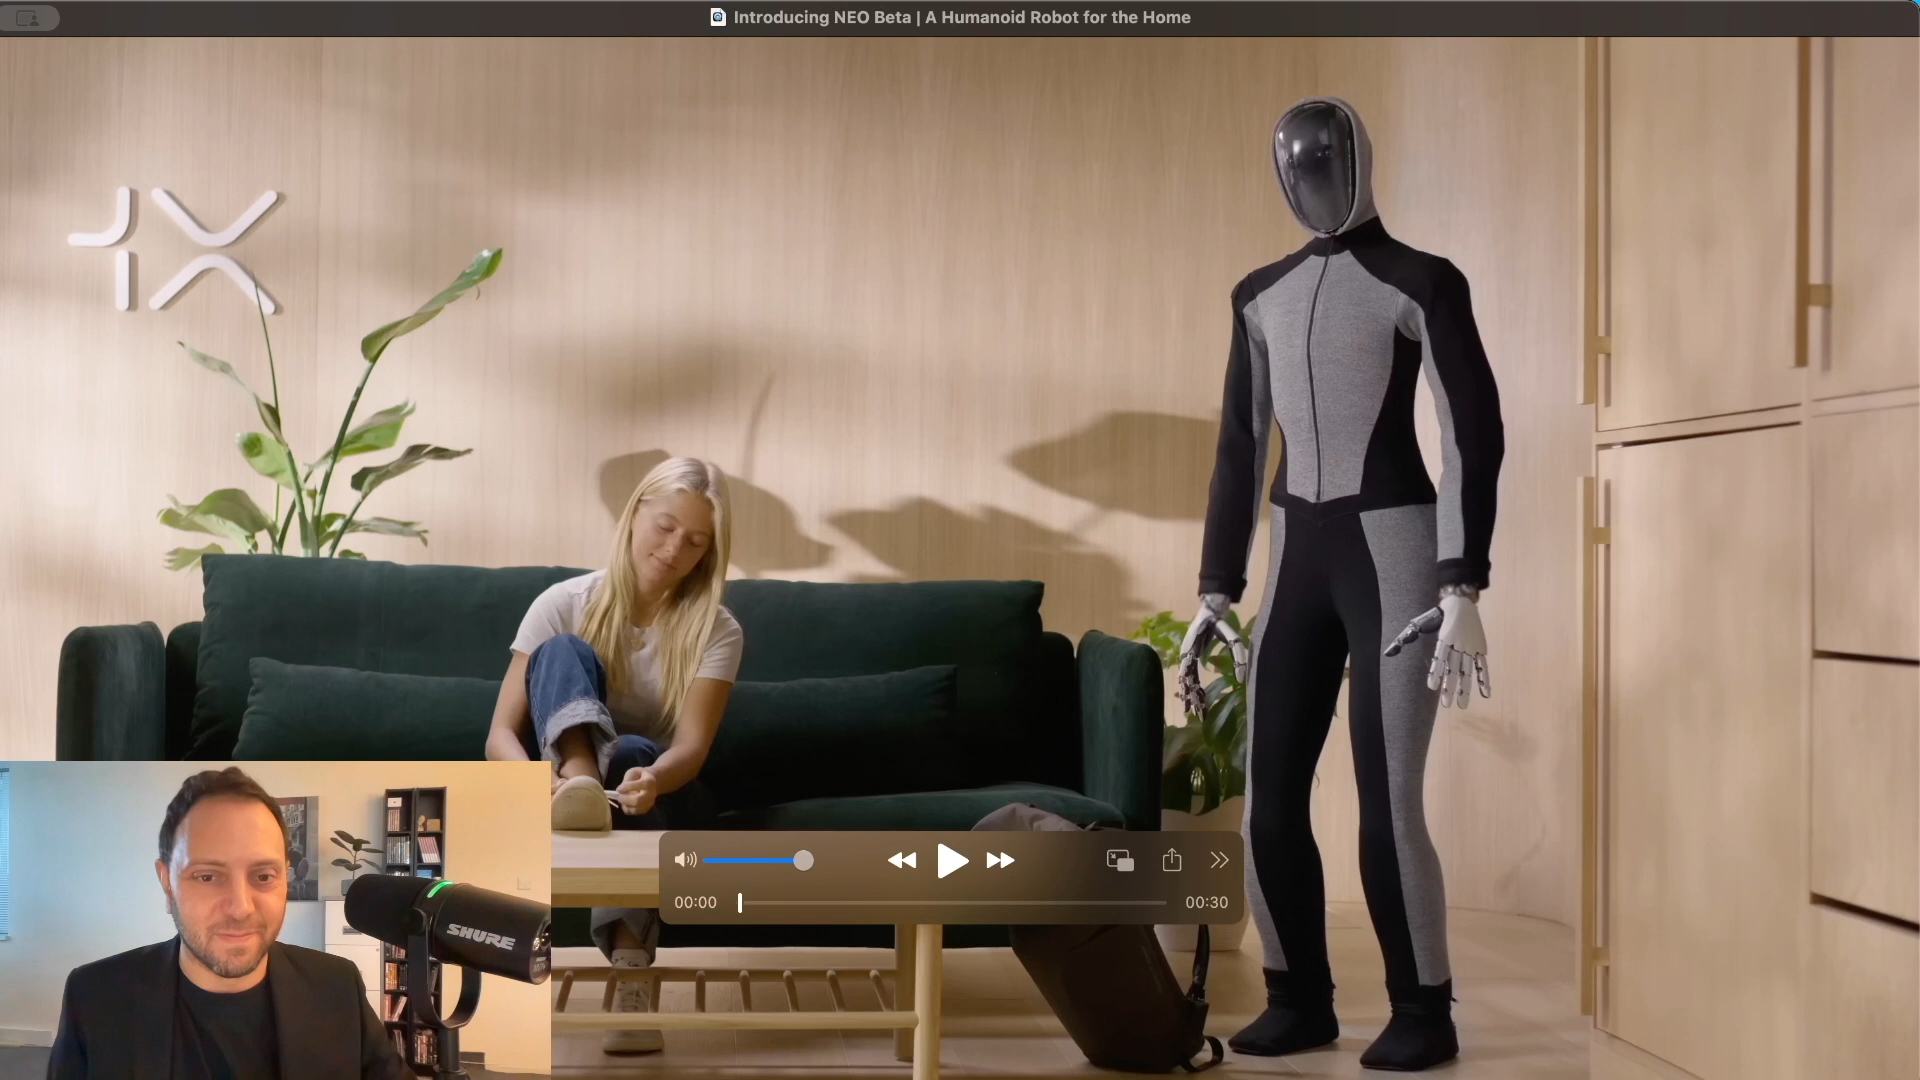 Introducing NEO Beta | A Humanoid Robot for the Home
1X
SHURE
00:00
00:30